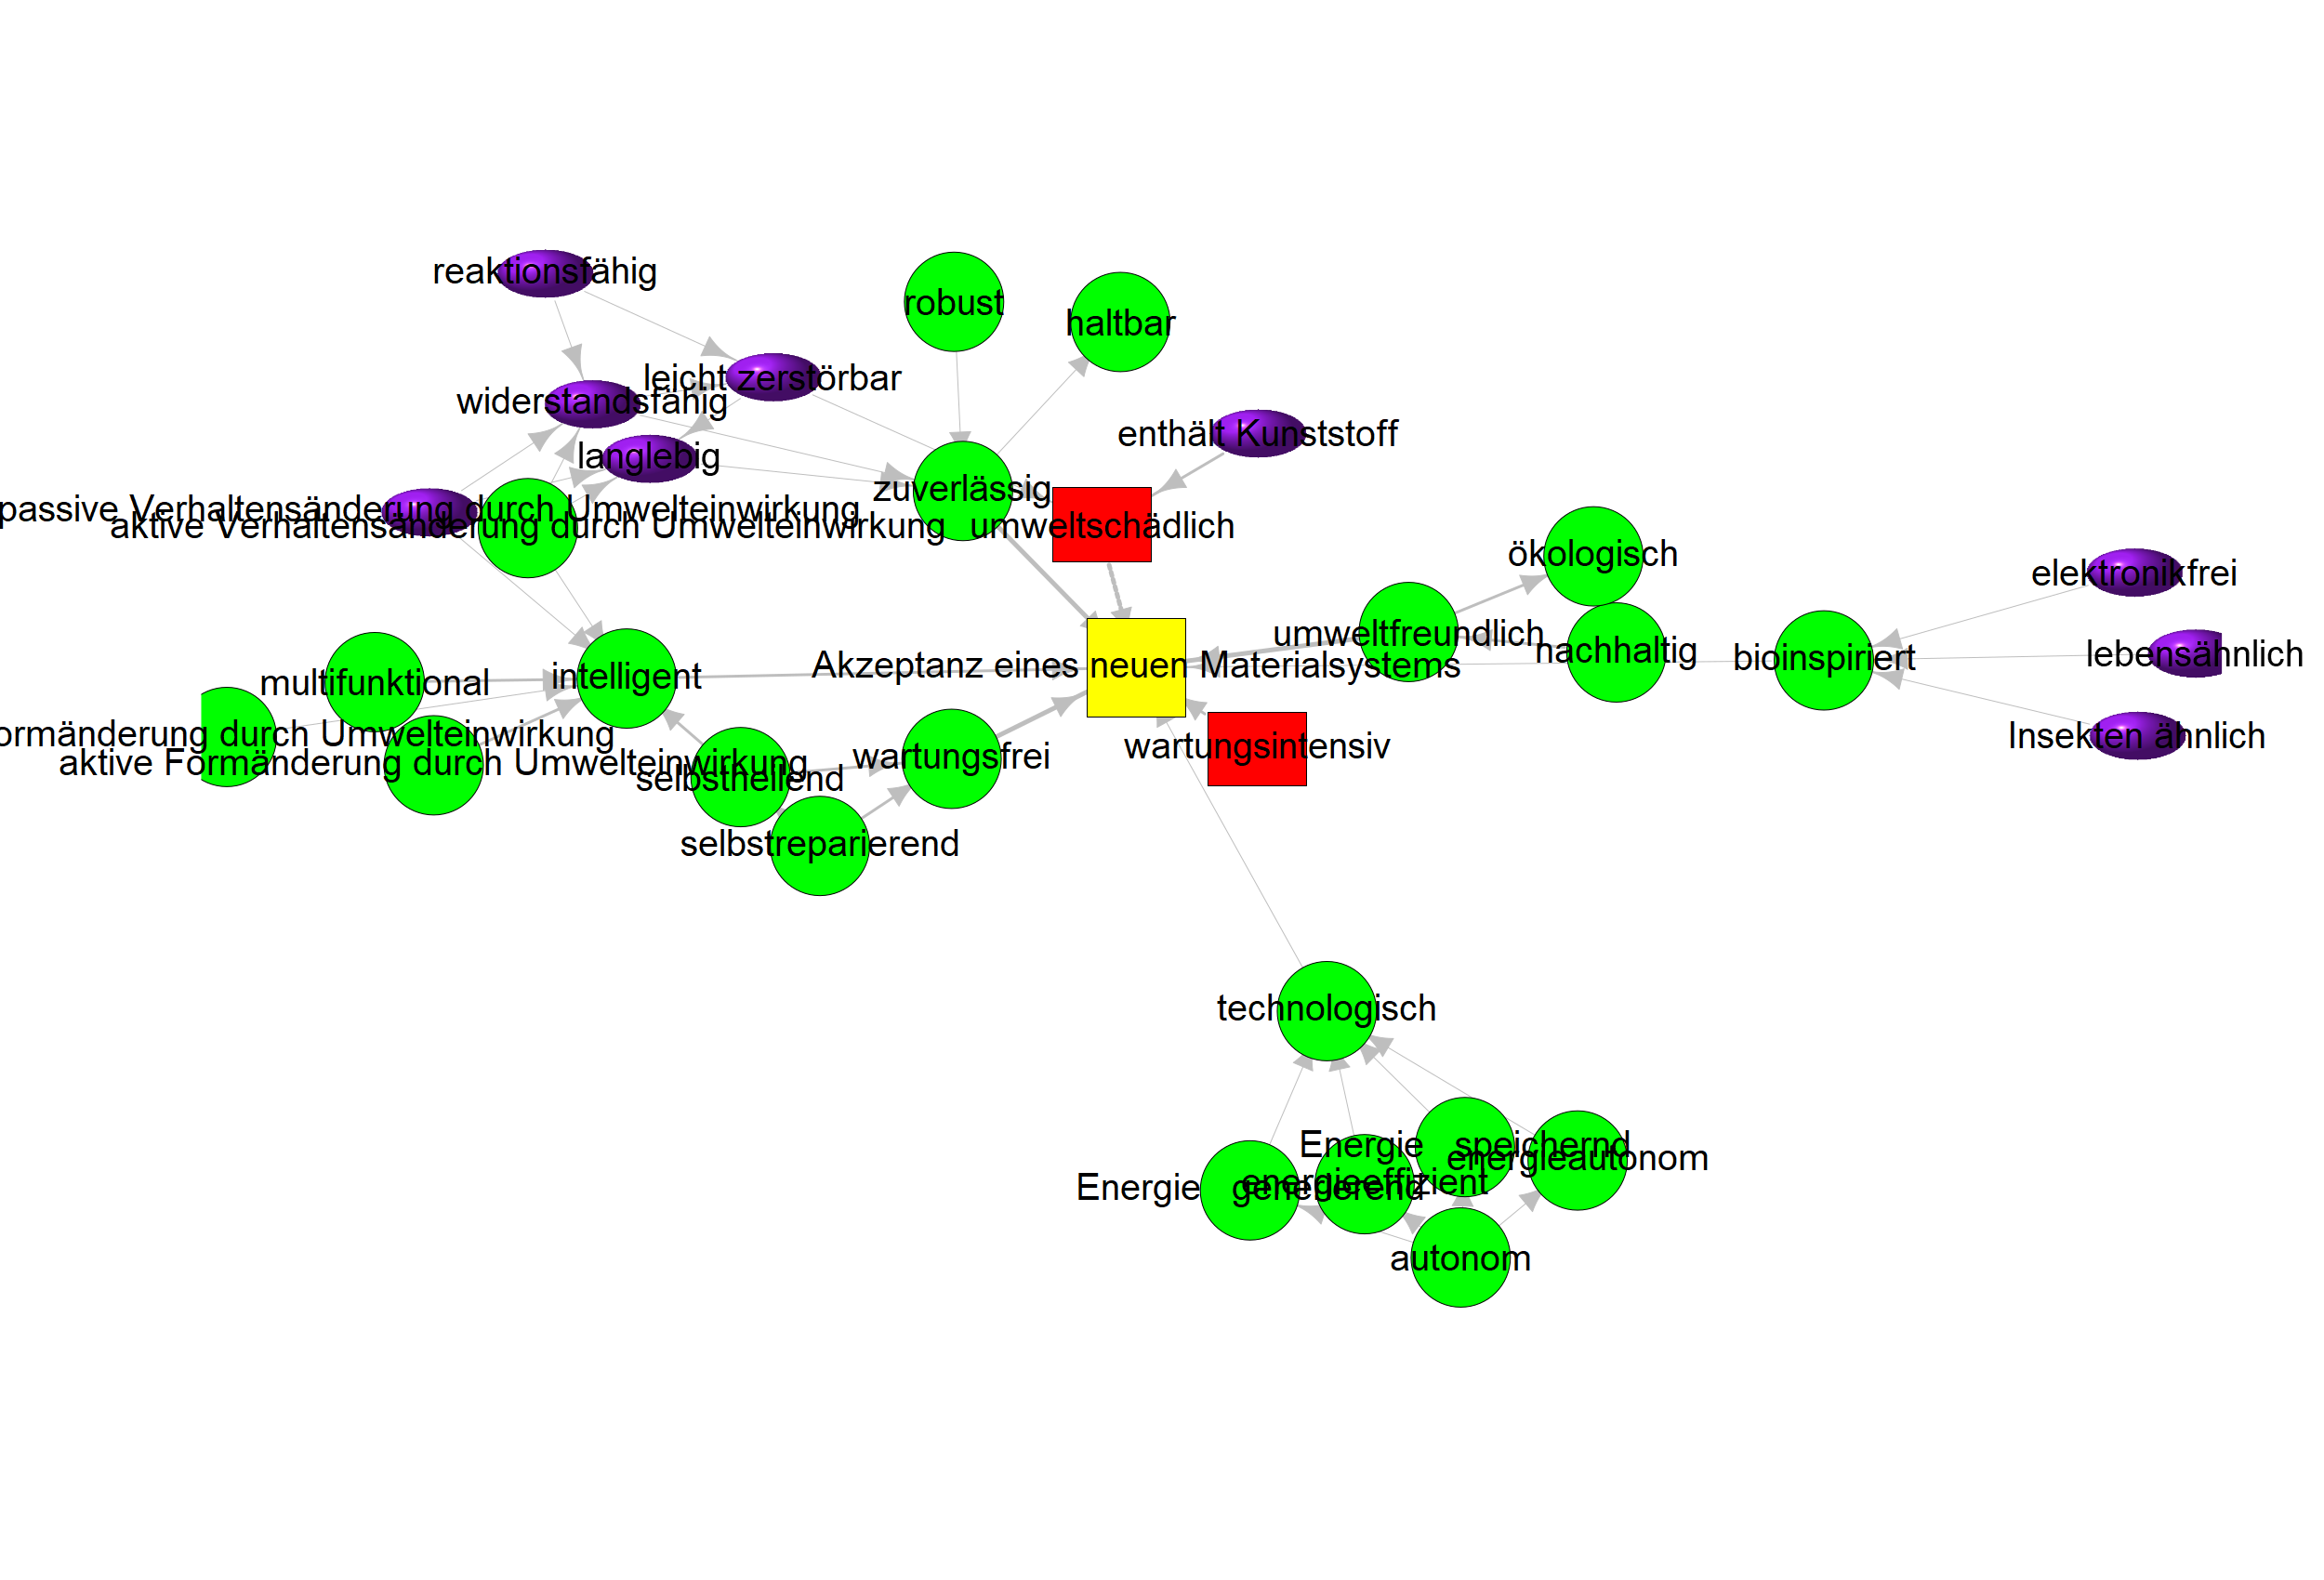 reaktionsfähig
robust
haltbar
leicht zerstörbar
widerstandsfähig
enthält Kunststoff
langlebig
zuverlässig
passive Verhaltensänderung durch Umwelteinwirkung
aktive Verhaltensänderung durch Umwelteinwirkung
umweltschädlich
ökologisch
elektronikfrei
umweltfreundlich
nachhaltig
lebensähnlich
bioinspiriert
Akzeptanz eines neuen Materialsystems
intelligent
multifunktional
ormänderung durch Umwelteinwirkung
Insekten ähnlich
wartungsintensiv
wartungsfrei
aktive Formänderung durch Umwelteinwirkung
selbstheilend
selbstreparierend
technologisch
Energie speichernd
energieautonom
energieeffizient
Energie generierend
autonom